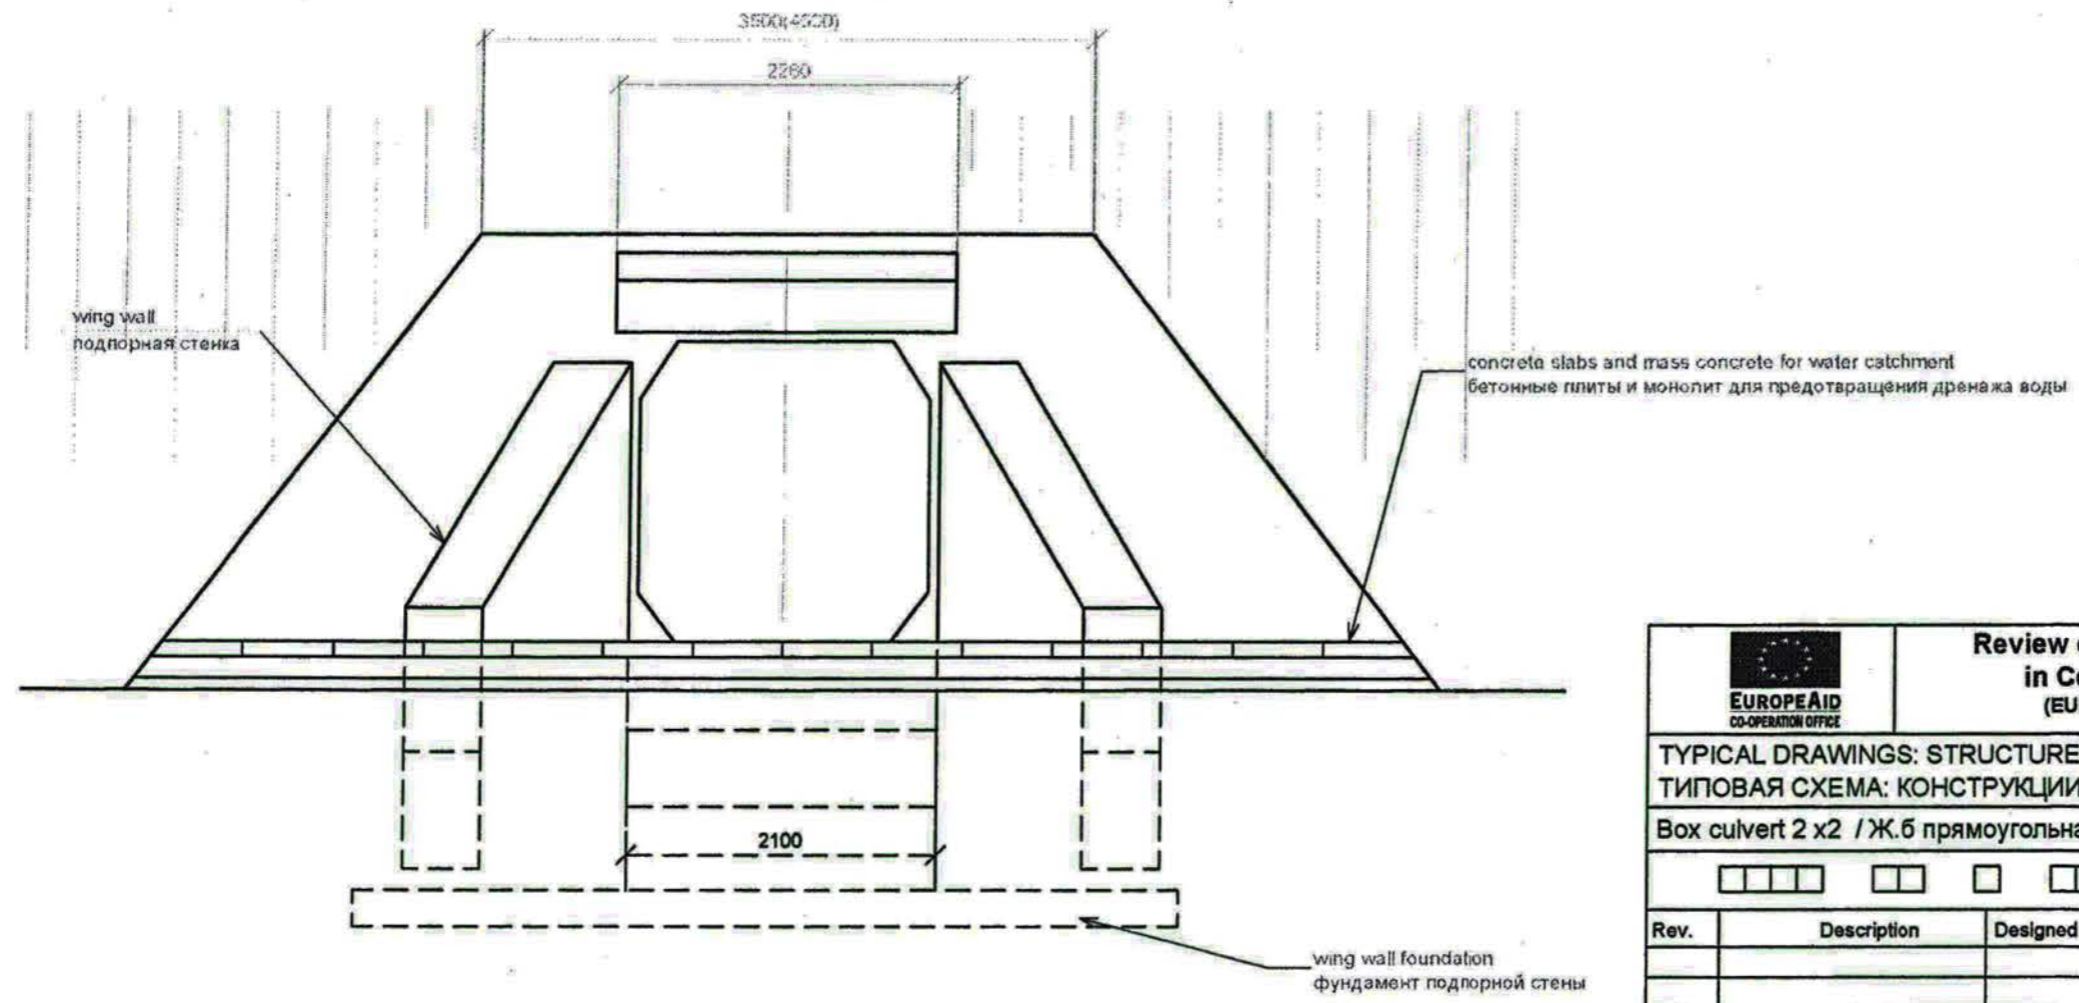 3500(4500)
2260
wing wall
подпорная стенка
concrete slabs and mass concrete for water catchment
бетонные плиты и монолит для предотвращения дренажа воды
2100
wing wall foundation
фундамент подпорной стены
EUROPEAID
CO-OPERATION OFFICE
Review
in
(EU
TYPICAL DRAWINGS: STRUCTURE
ТИПОВАЯ СХЕМА: КОНСТРУКЦИИ
Box culvert 2 x2 / Ж.б прямоугольна
Rev. Description Designed